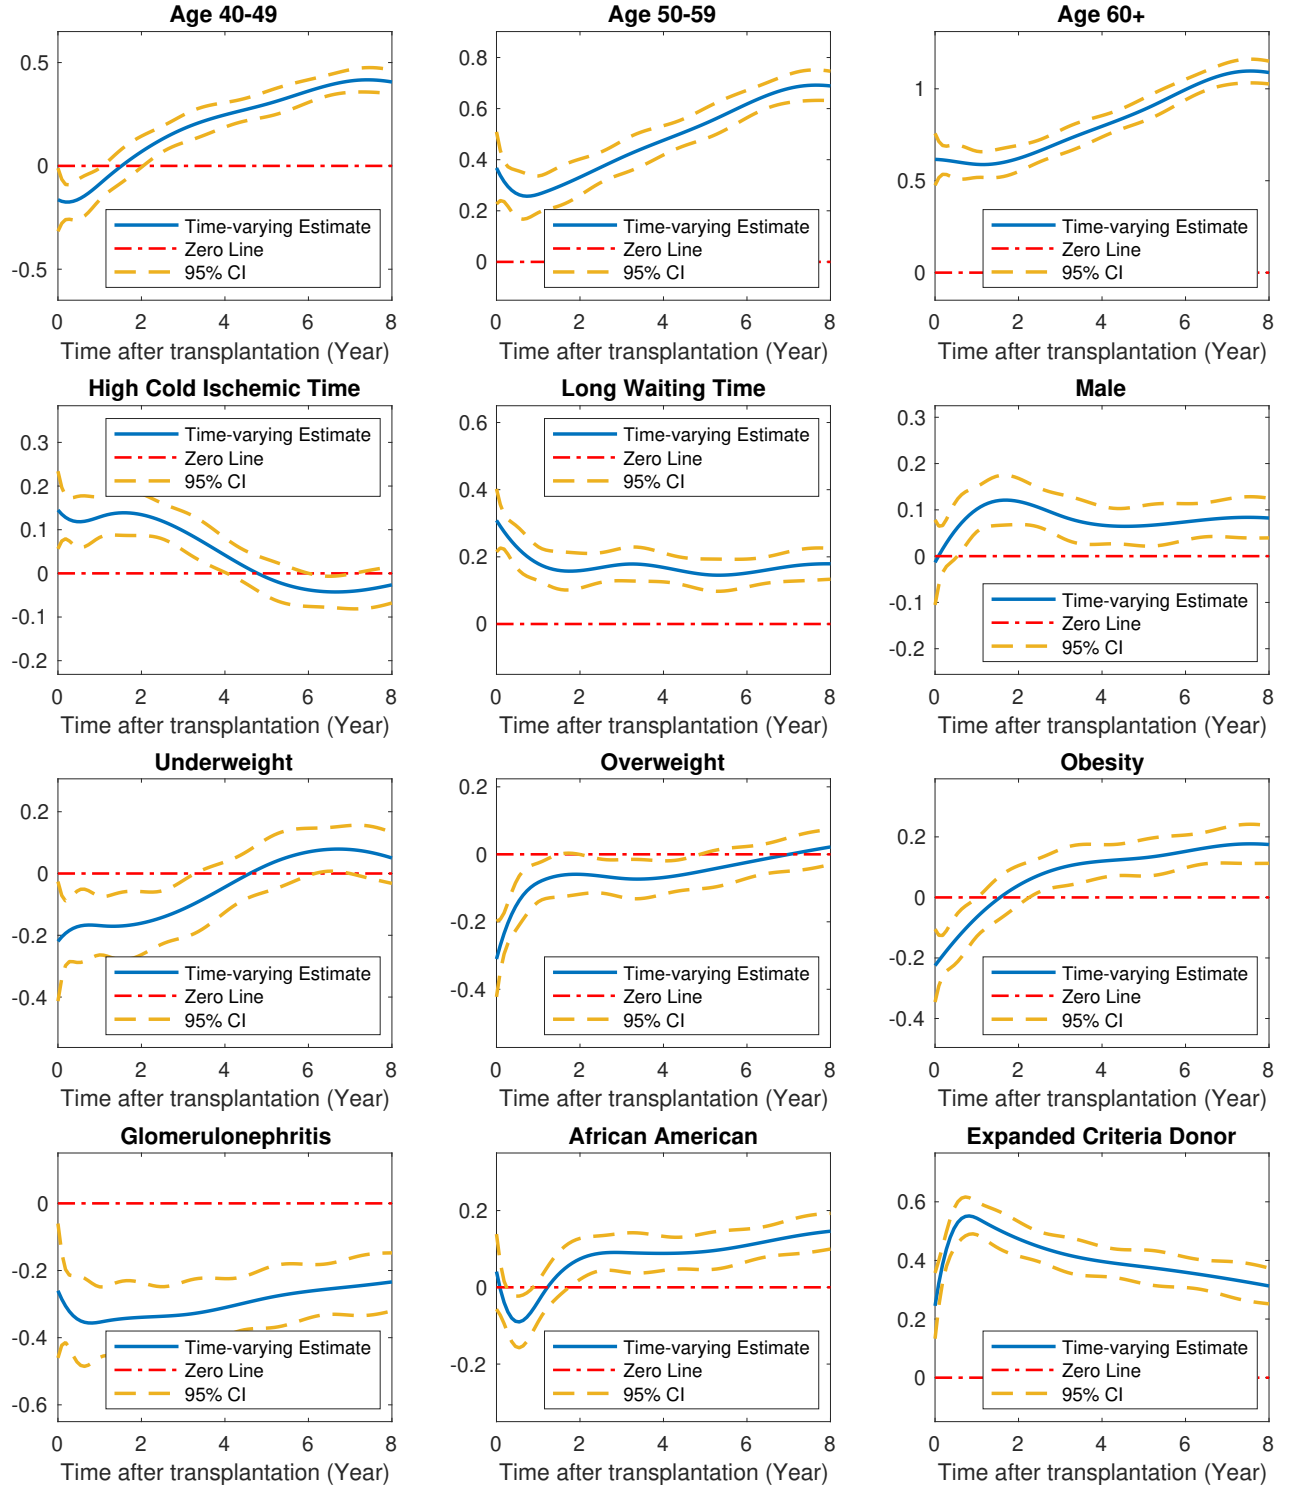 Age 40-49
0.5
0
-0.5
Time-varying Estimate
Zero Line
95% CI
0 2 4 6 8
Time after transplantation (Year)
Age 50-59
0.8
0.6
0.4
0.2
0
Time-varying Estimate
Zero Line
95% CI
0 2 4 6 8
Time after transplantation (Year)
Age 60+
1
0.5
0
Time-varying Estimate
Zero Line
95% CI
0 2 4 6 8
Time after transplantation (Year)
High Cold Ischemic Time
0.3
0.2
0.1
0
-0.1
-0.2
Time-varying Estimate
Zero Line
95% CI
0 2 4 6 8
Time after transplantation (Year)
Long Waiting Time
0.6
0.4
0.2
0
Time-varying Estimate
Zero Line
95% CI
0 2 4 6 8
Time after transplantation (Year)
Male
0.3
0.2
0.1
0
-0.1
-0.2
Time-varying Estimate
Zero Line
95% CI
0 2 4 6 8
Time after transplantation (Year)
Underweight
0.2
0
-0.2
-0.4
Time-varying Estimate
Zero Line
95% CI
0 2 4 6 8
Time after transplantation (Year)
Overweight
0.2
0
-0.2
-0.4
Time-varying Estimate
Zero Line
95% CI
0 2 4 6 8
Time after transplantation (Year)
Obesity
0.2
0
-0.2
-0.4
Time-varying Estimate
Zero Line
95% CI
0 2 4 6 8
Time after transplantation (Year)
Glomerulonephritis
0
-0.2
-0.4
-0.6
Time-varying Estimate
Zero Line
95% CI
0 2 4 6 8
Time after transplantation (Year)
African American
0.2
0
-0.2
Time-varying Estimate
Zero Line
95% CI
0 2 4 6 8
Time after transplantation (Year)
Expanded Criteria Donor
0.6
0.4
0.2
0
Time-varying Estimate
Zero Line
95% CI
0 2 4 6 8
Time after transplantation (Year)